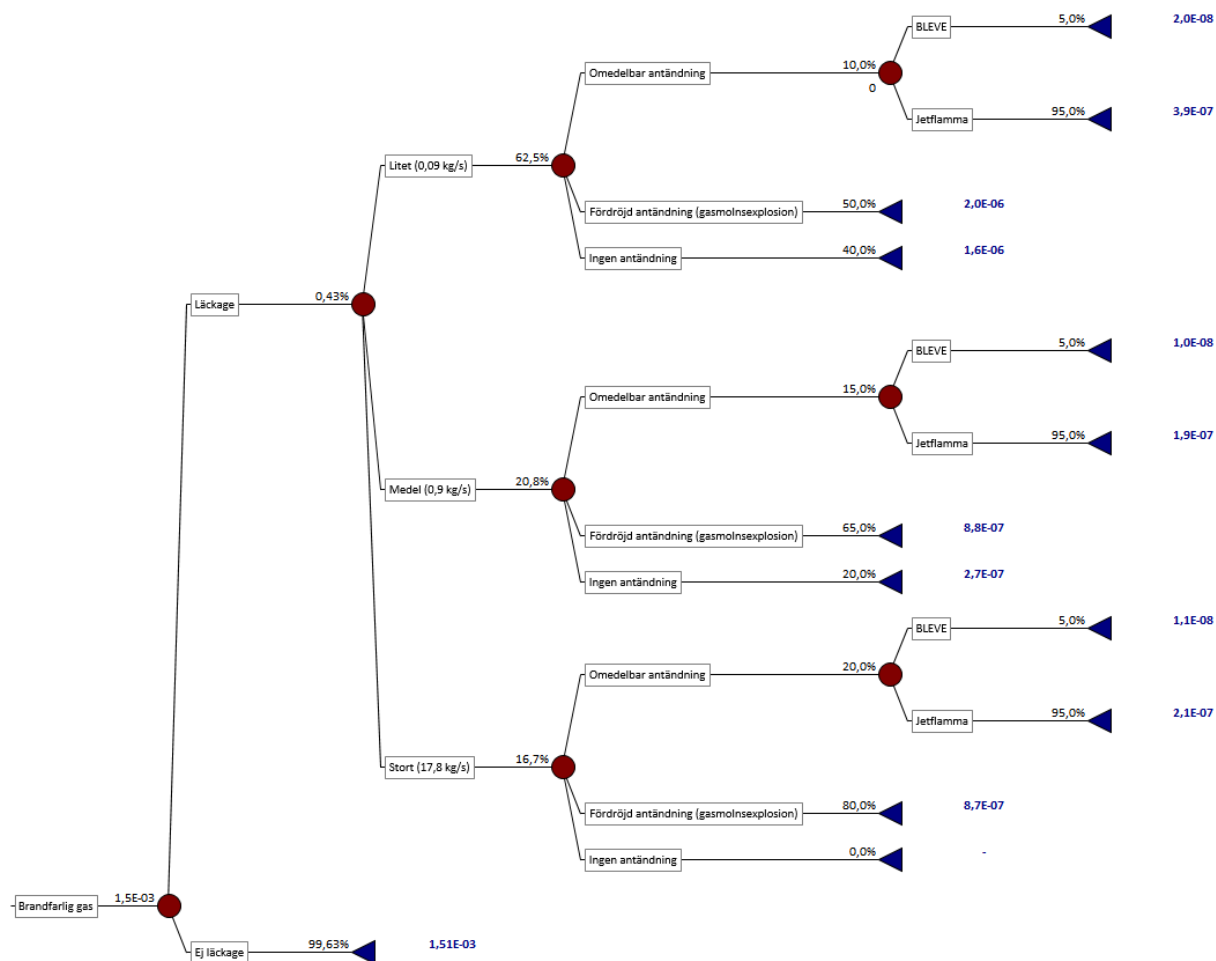 BLEVE 5,0% 2,0E-08
Omedelbar antändning 10,0%
0
Jetflamma 95,0% 3,9E-07
Litet (0,09 kg/s) 62,5%
Fördröjd antändning (gasmolnsexplosion) 50,0% 2,0E-06
Ingen antändning 40,0% 1,6E-06
Läckage 0,43%
BLEVE 5,0% 1,0E-08
Omedelbar antändning 15,0%
Jetflamma 95,0% 1,9E-07
Medel (0,9 kg/s) 20,8%
Fördröjd antändning (gasmolnsexplosion) 65,0% 8,8E-07
Ingen antändning 20,0% 2,7E-07
BLEVE 5,0% 1,1E-08
Omedelbar antändning 20,0%
Jetflamma 95,0% 2,1E-07
Stort (17,8 kg/s) 16,7%
Fördröjd antändning (gasmolnsexplosion) 80,0% 8,7E-07
Ingen antändning 0,0% -
Brandfarlig gas 1,5E-03
Ej läckage 99,63% 1,51E-03